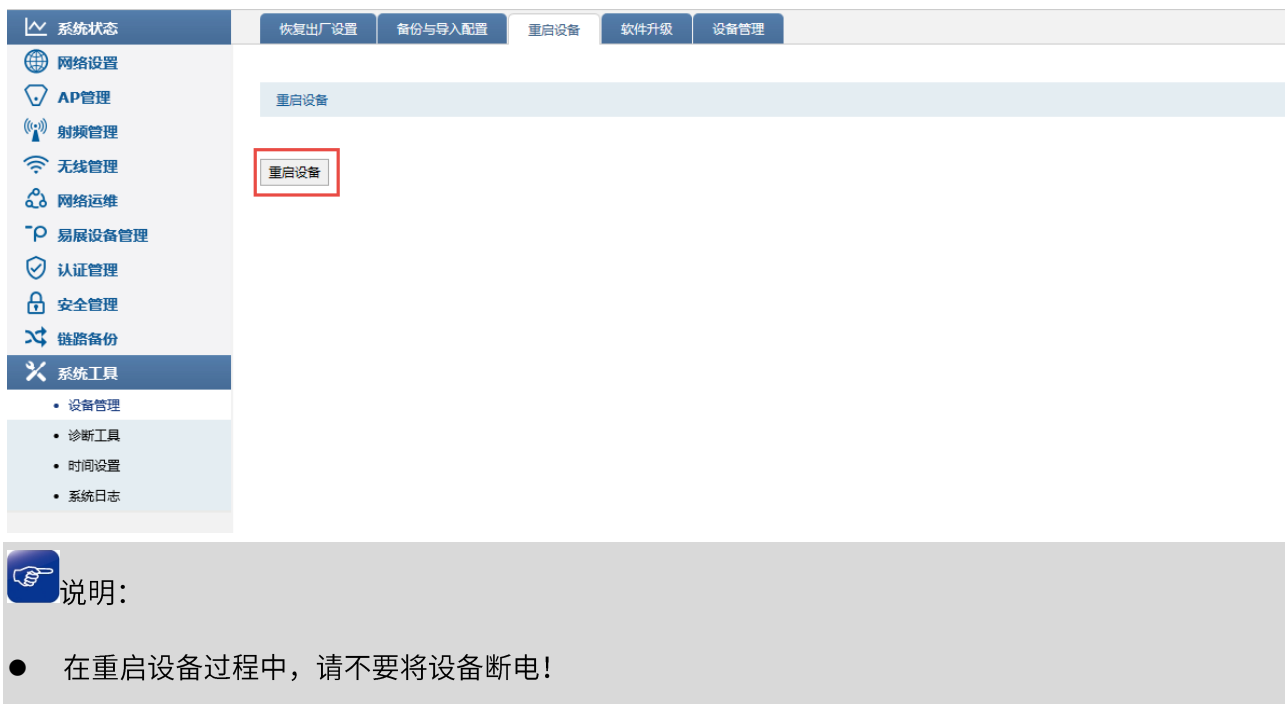 系统状态
恢复出厂设置 备份与导入配置 重启设备 软件升级 设备管理
网络设置
AP管理
射频管理
无线管理
网络运维
易展设备管理
认证管理
安全管理
链路备份
系统工具
• 设备管理
• 诊断工具
• 时间设置
• 系统日志
重启设备
重启设备
说明：
● 在重启设备过程中，请不要将设备断电！